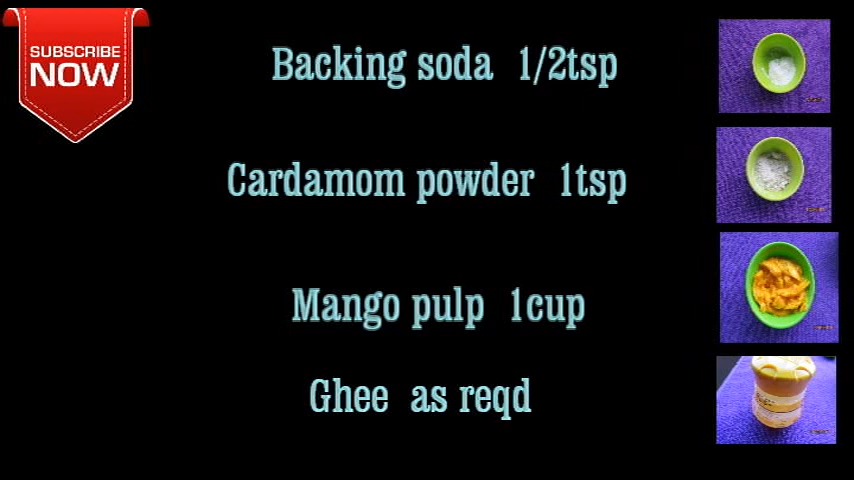 SUBSCRIBE
NOW
Backing soda 1/2tsp
Cardamom powder 1tsp
Mango pulp 1cup
Ghee as reqd